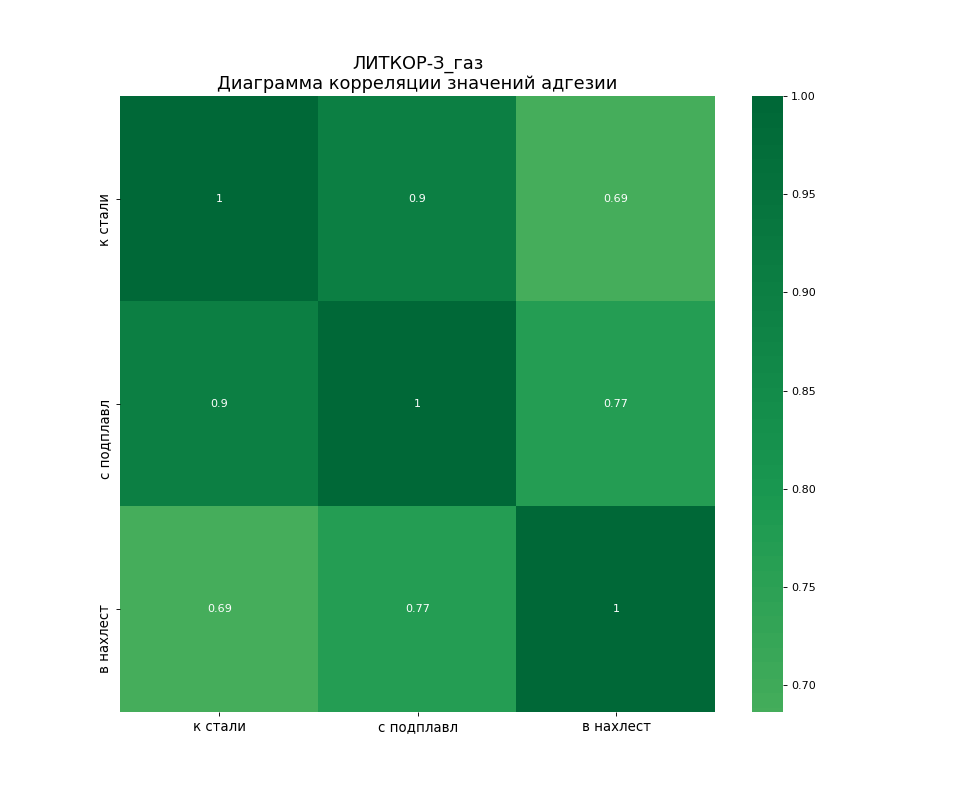 ЛИТКОР-З_газ
Диаграмма корреляции значений адгезии
к стали
1
0.9
0.69
с подплавл
0.9
1
0.77
в нахлест
0.69
0.77
1
к стали
с подплавл
в нахлест
1.00
0.95
0.90
0.85
0.80
0.75
0.70